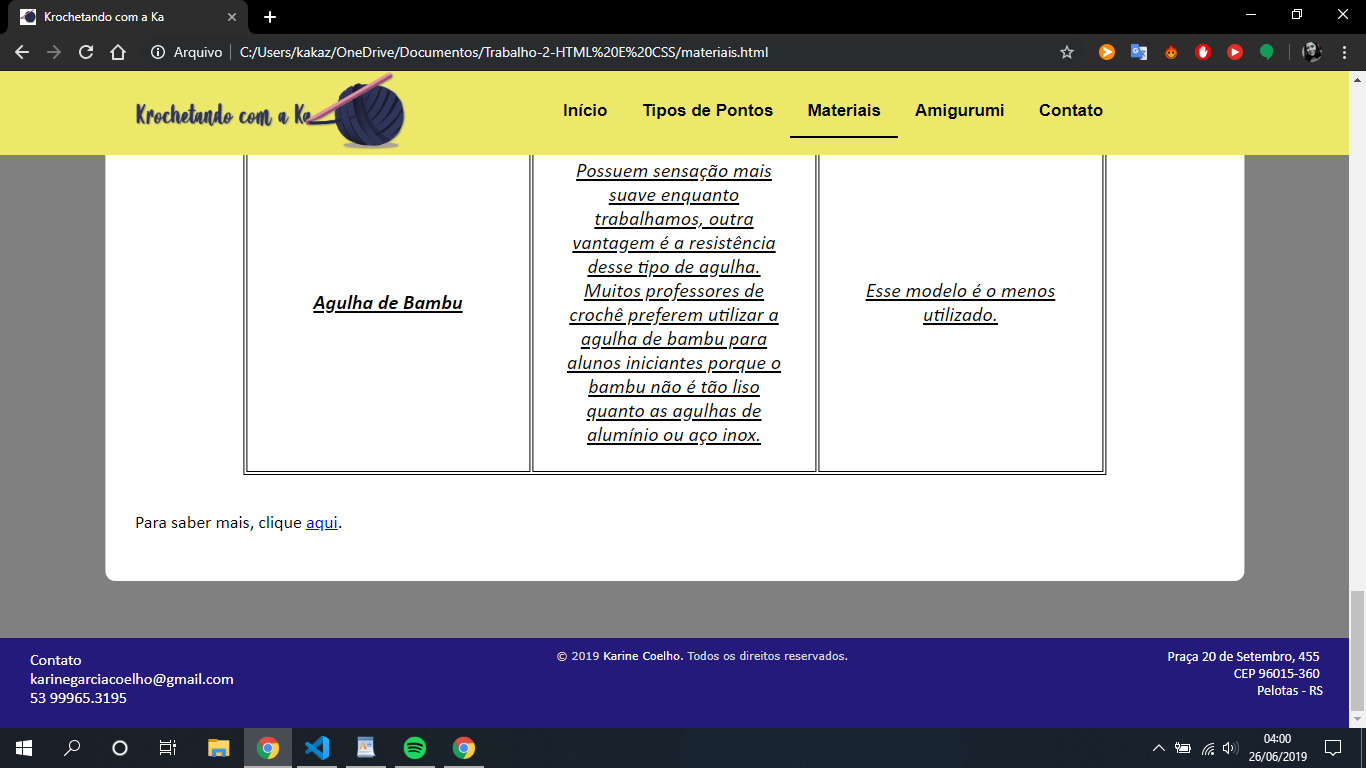 Krochetando com a Ka
Arquivo
C:/Users/kakaz/OneDrive/Documentos/Trabalho-2-HTML%20E%20CSS/materiais.html
Krochetando com a Ka
Início
Tipos de Pontos
Materiais
Amigurumi
Contato
Agulha de Bambu
Possuem sensação mais
suave enquanto
trabalhamos, outra
vantagem é a resistência
desse tipo de agulha.
Muitos professores de
crochê preferem utilizar a
agulha de bambu para
alunos iniciantes porque o
bambu não é tão liso
quanto as agulhas de
alumínio ou aço inox.
Esse modelo é o menos
utilizado.
Para saber mais, clique aqui.
Contato
karinegarciacoelho@gmail.com
53 99965.3195
© 2019 Karine Coelho. Todos os direitos reservados.
Praça 20 de Setembro, 455
CEP 96015-360
Pelotas - RS
04:00
26/06/2019